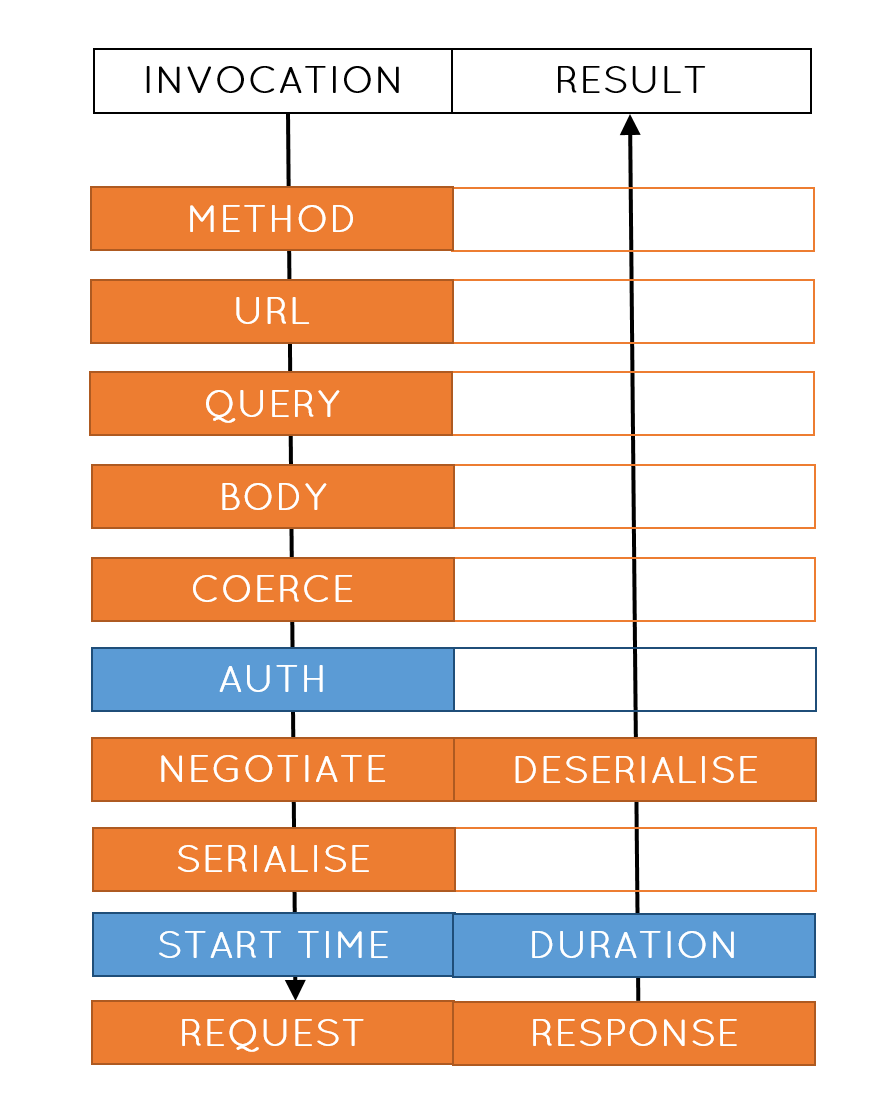 INVOCATION RESULT
METHOD
URL
QUERY
BODY
COERCE
AUTH
NEGOTIATE DESERIALISE
SERIALISE
START TIME DURATION
REQUEST RESPONSE